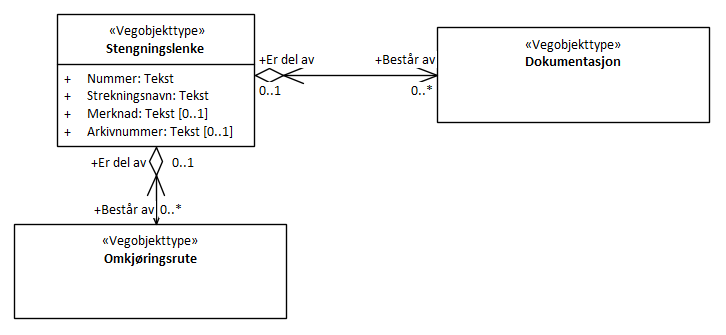 «Vegobjekttype»
Stengningslenke
+ Nummer: Tekst
+ Strekningsnavn: Tekst
+ Merknad: Tekst [0..1]
+ Arkivnummer: Tekst [0..1]
+Er del av
0..1
+Består av
0..*
«Vegobjekttype»
Dokumentasjon
+Er del av
0..1
+Består av
0..*
«Vegobjekttype»
Omkjøringsrute